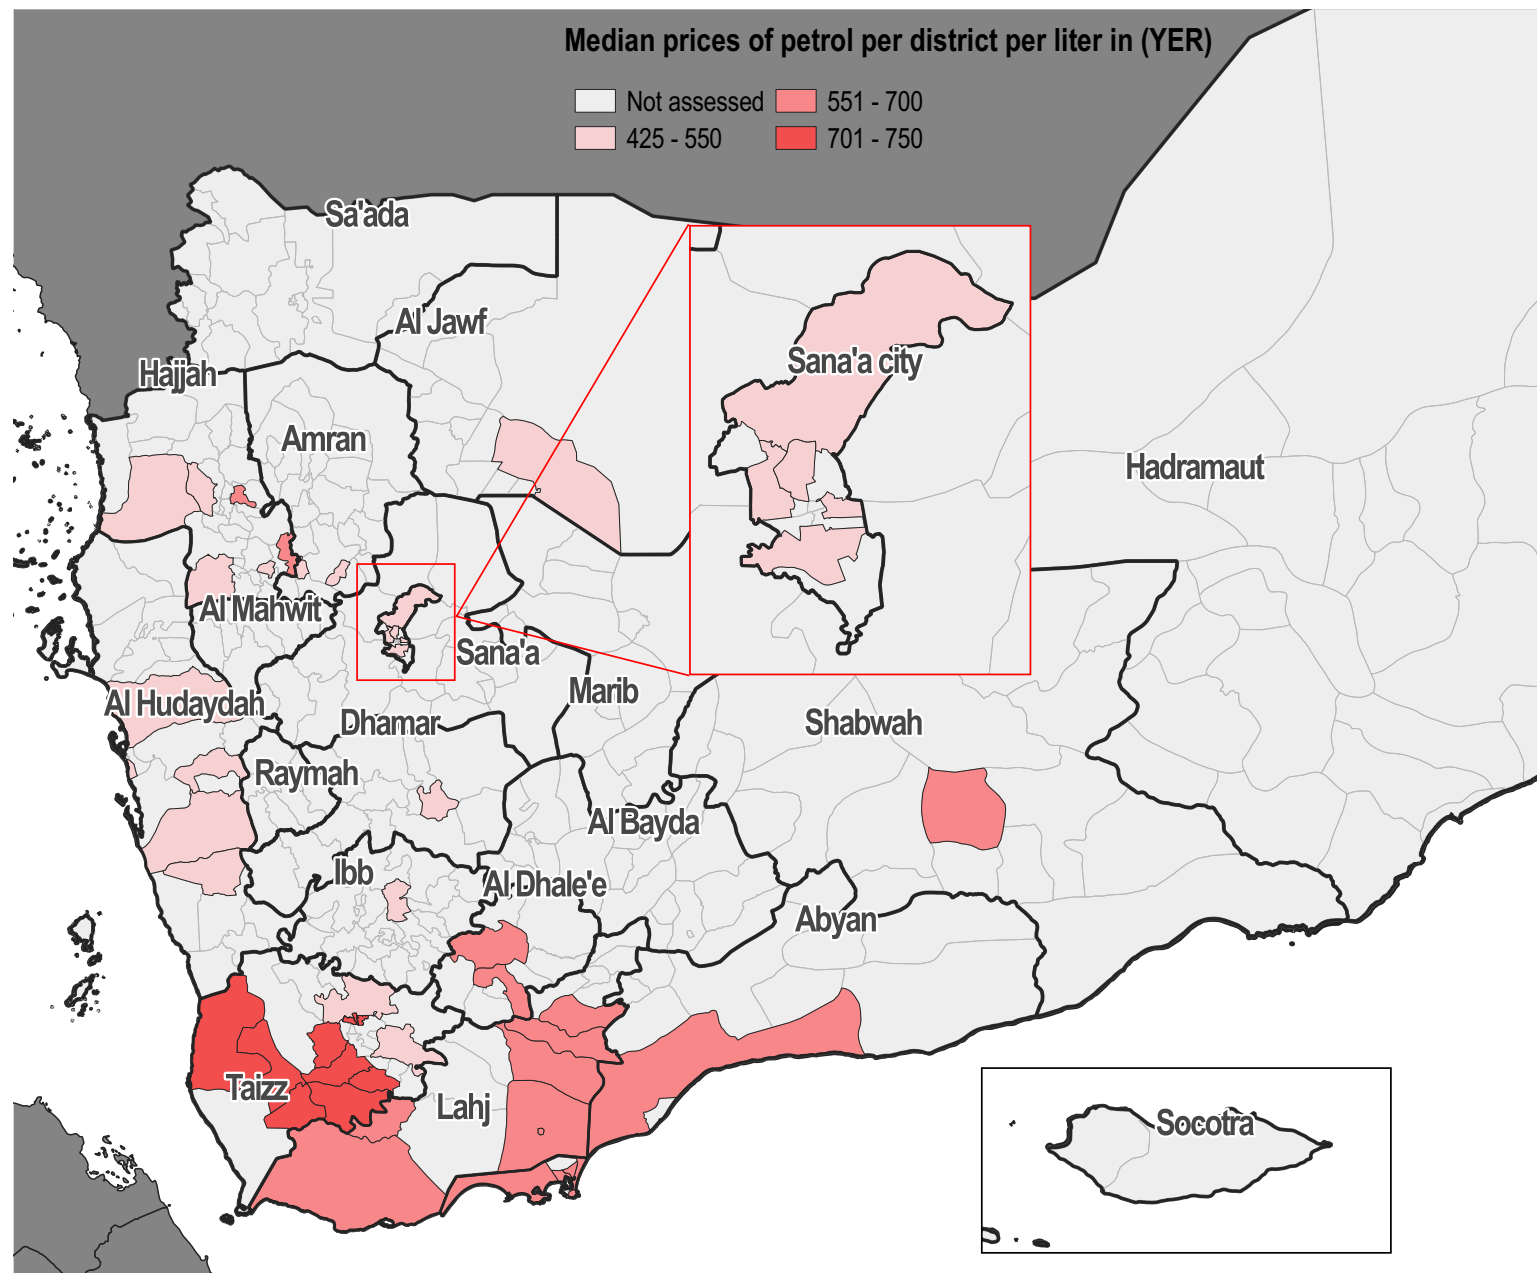 Median prices of petrol per district per liter in (YER)
Not assessed
551 - 700
425 - 550
701 - 750
Sa'ada
Al Jawf
Hajjah
Sana'a city
Amran
Hadramaut
Al Mahwit
Sana'a
Marib
Al Hudaydah
Dhamar
Shabwah
Raymah
Al Bayda
Ibb
Al Dhale'e
Abyan
Taizz
Lahj
Socotra